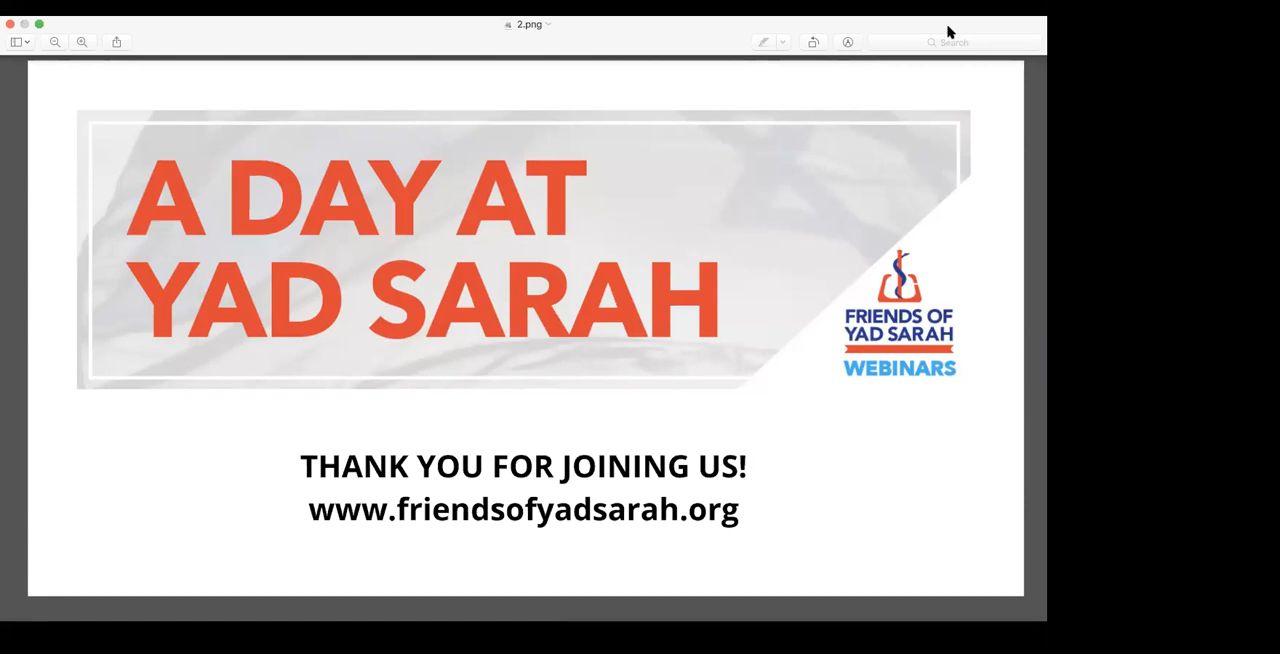 2.png
Search
A DAY AT
YAD SARAH
FRIENDS OF
YAD SARAH
WEBINARS
THANK YOU FOR JOINING US!
www.friendsofyadsarah.org